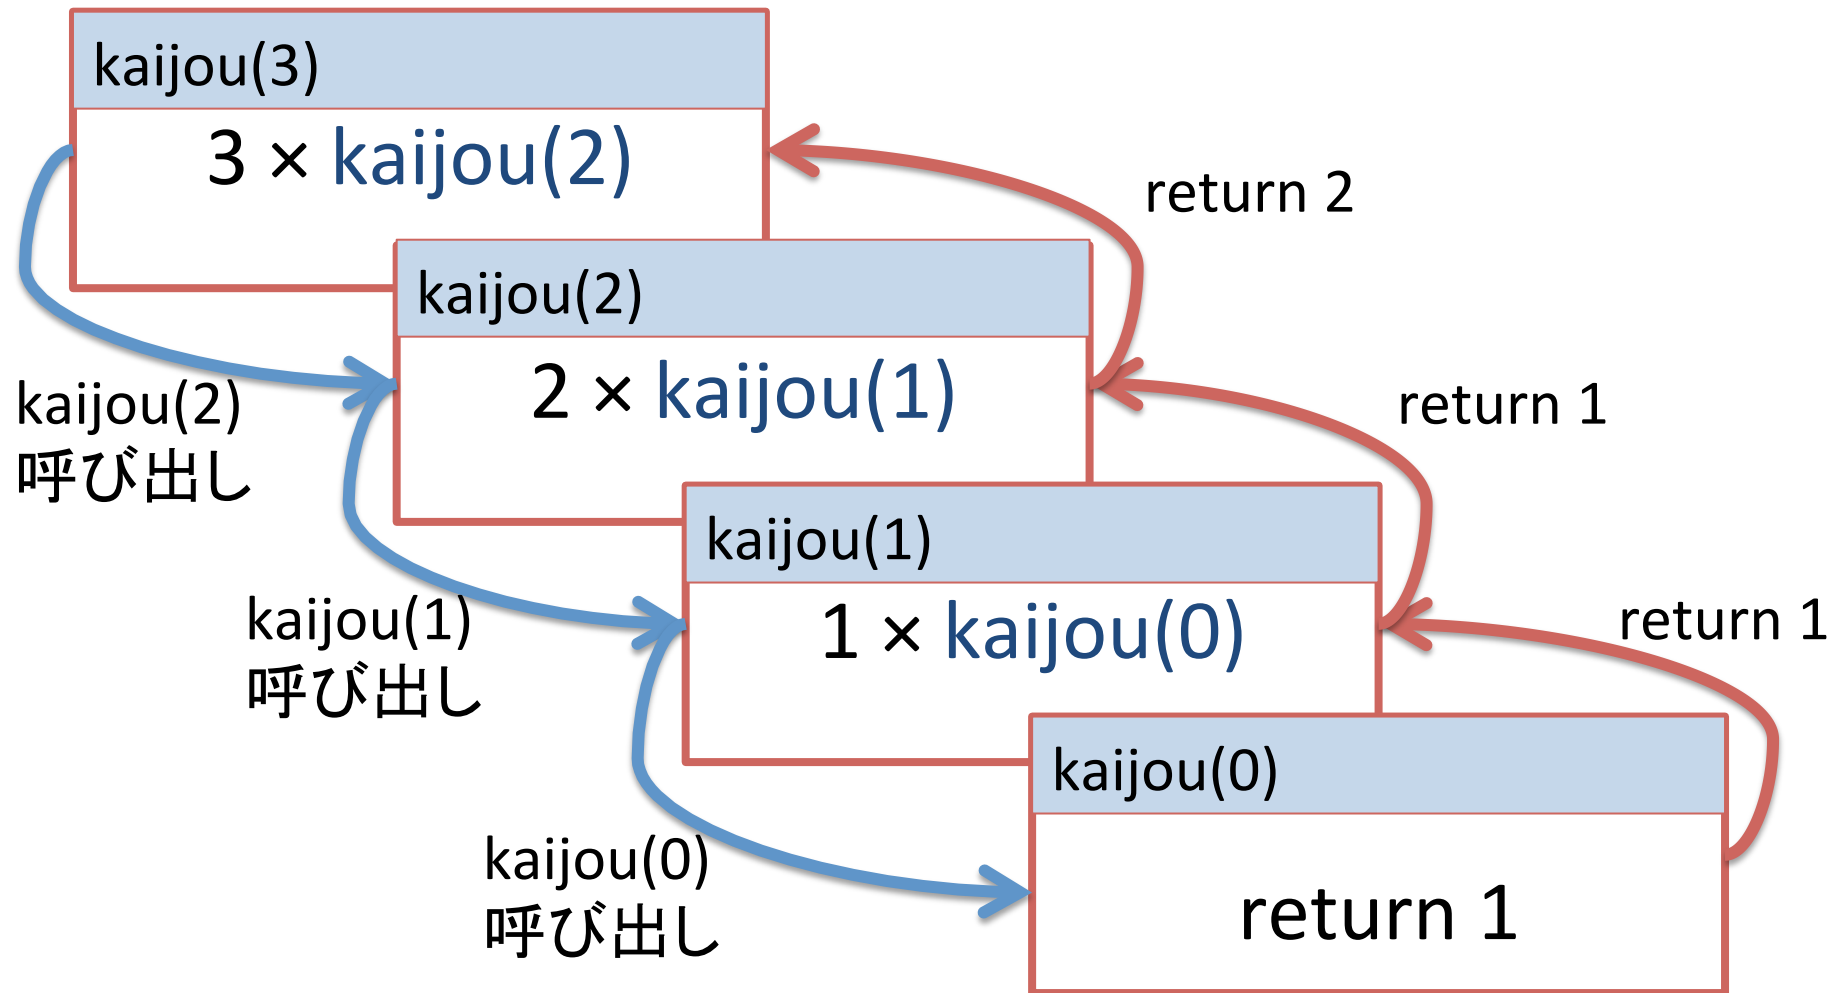 kaijou(3)
3 × kaijou(2)
return 2
kaijou(2)
2 × kaijou(1)
kaijou(2)
呼び出し
return 1
kaijou(1)
1 × kaijou(0)
kaijou(1)
呼び出し
return 1
kaijou(0)
return 1
kaijou(0)
呼び出し